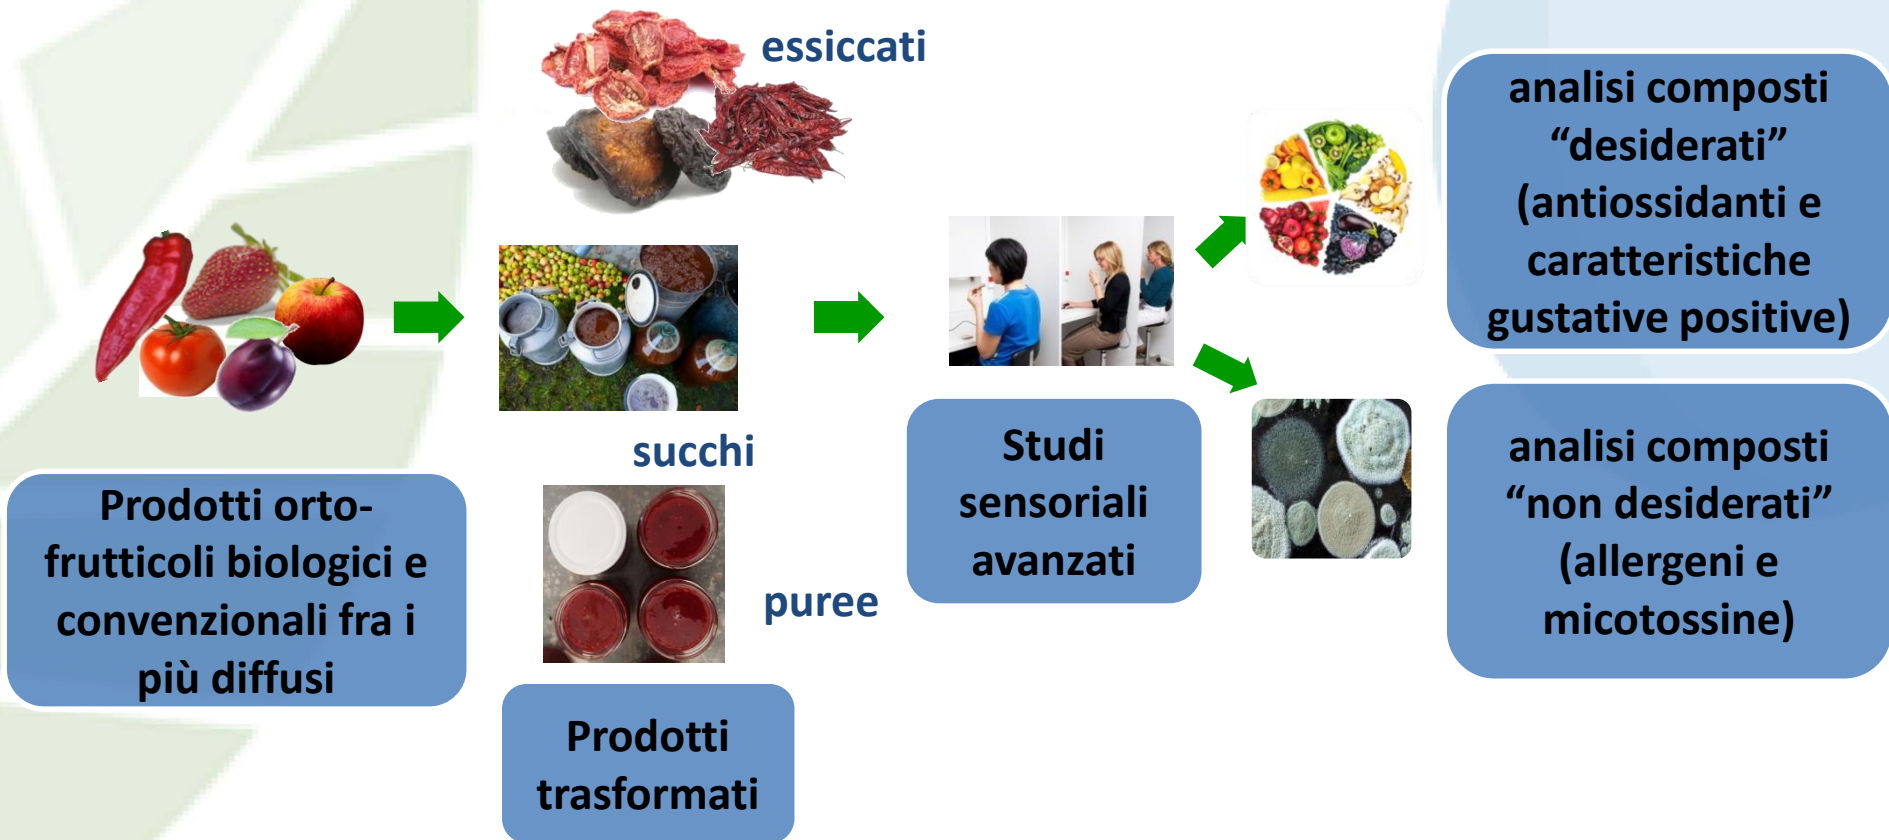 essiccati
succhi
puree
Prodotti orto-
frutticoli biologici e
convenzionali fra i
più diffusi
Prodotti
trasformati
Studi
sensoriali
avanzati
analisi composti
“desiderati”
(antiossidanti e
caratteristiche
gustative positive)
analisi composti
“non desiderati”
(allergeni e
micotossine)